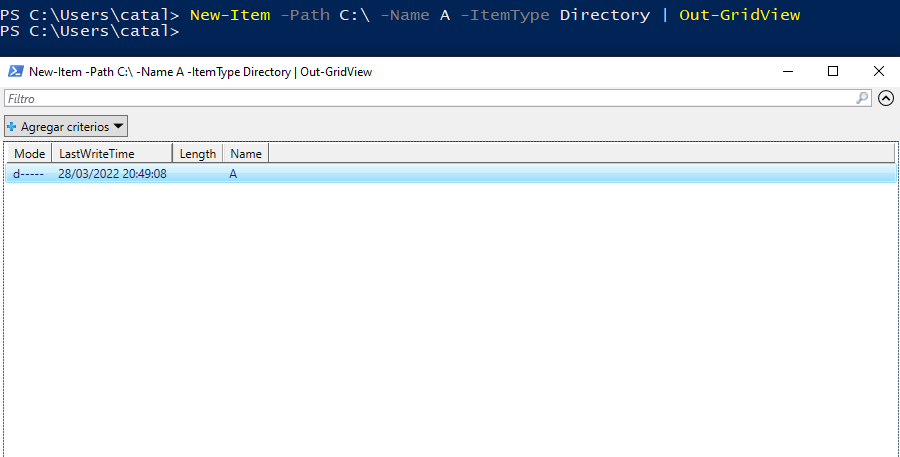 PS C:\Users\catal> New-Item -Path C:\ -Name A -ItemType Directory | Out-GridView
PS C:\Users\catal>
New-Item -Path C:\ -Name A -ItemType Directory | Out-GridView
Filtro
Agregar criterios
Mode LastWriteTime Length Name
d----- 28/03/2022 20:49:08 A